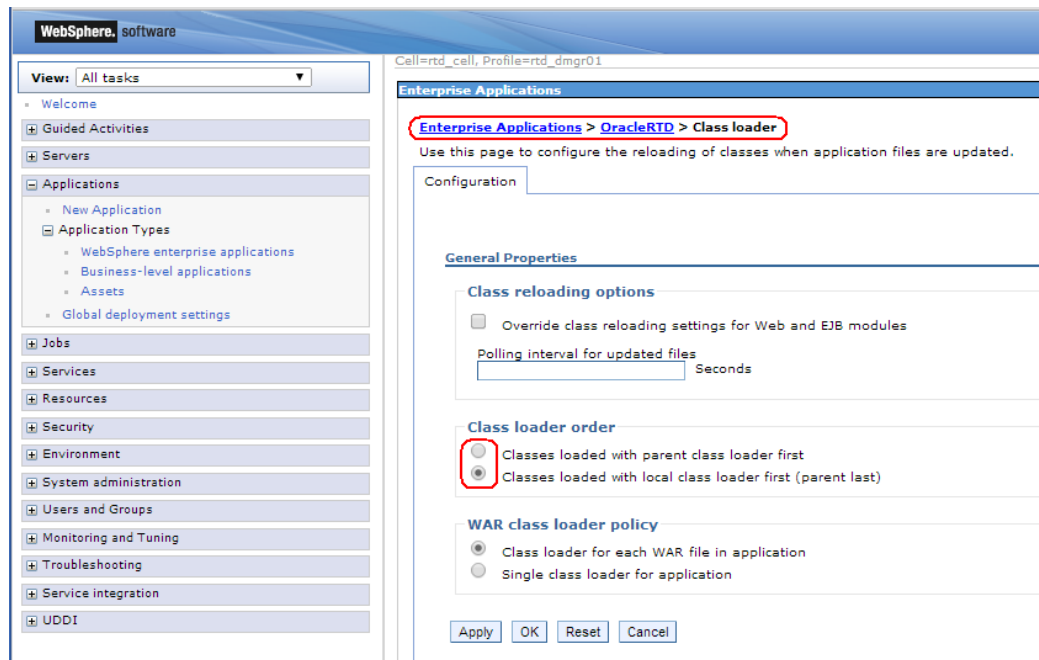 WebSphere. software
View: All tasks
Welcome
Guided Activities
Servers
Applications
New Application
Application Types
WebSphere enterprise applications
Business-level applications
Assets
Global deployment settings
Jobs
Services
Resources
Security
Environment
System administration
Users and Groups
Monitoring and Tuning
Troubleshooting
Service integration
UDDI
Cell=rtd_cell, Profile=rtd_dmgr01
Enterprise Applications
Enterprise Applications > OracleRTD > Class loader
Use this page to configure the reloading of classes when application files are updated.
Configuration
General Properties
Class reloading options
Override class reloading settings for Web and EJB modules
Polling interval for updated files
Seconds
Class loader order
Classes loaded with parent class loader first
Classes loaded with local class loader first (parent last)
WAR class loader policy
Class loader for each WAR file in application
Single class loader for application
Apply OK Reset Cancel